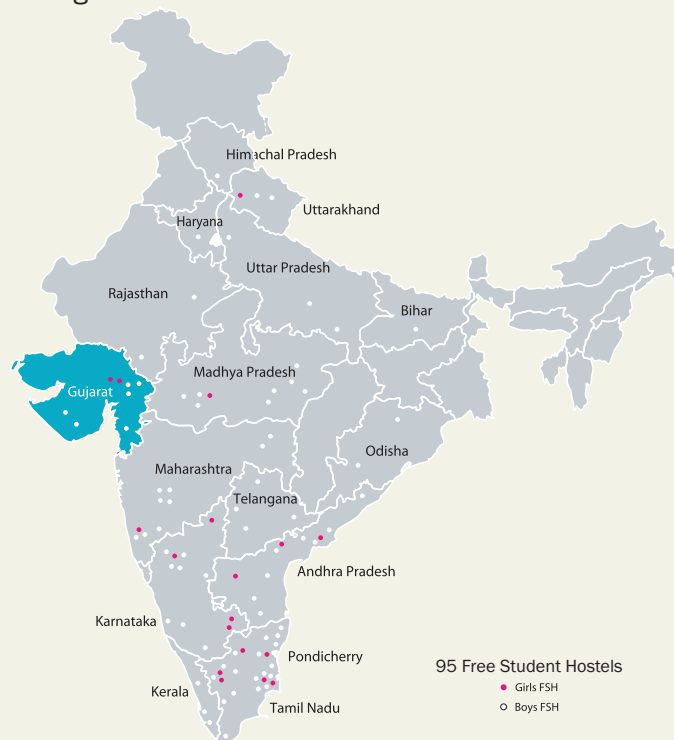 Himachal Pradesh
Uttarakhand
Haryana
Uttar Pradesh
Rajasthan
Bihar
Madhya Pradesh
Gujarat
Odisha
Maharashtra
Telangana
Andhra Pradesh
Karnataka
Pondicherry
95 Free Student Hostels
Girls FSH
Kerala
Boys FSH
Tamil Nadu